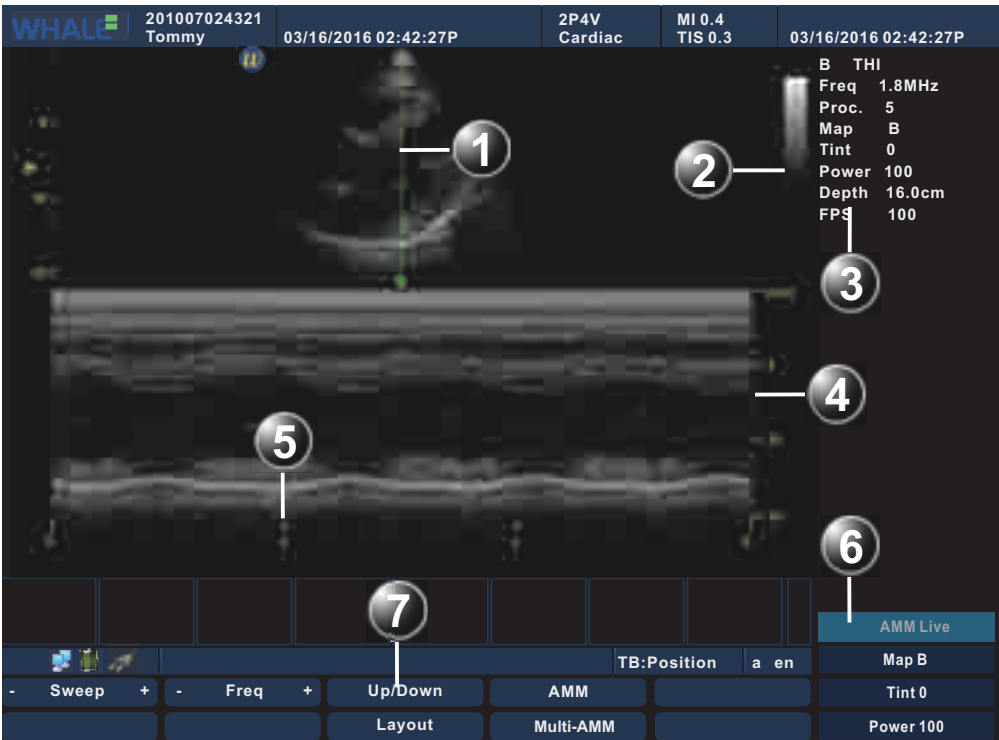 WHALE
201007024321
Tommy
03/16/2016 02:42:27P
2P4V
Cardiac
MI 0.4
TIS 0.3
03/16/2016 02:42:27P
B THI
Freq 1.8MHz
Proc. 5
Map B
Tint 0
Power 100
Depth 16.0cm
FPS 100
1
2
3
4
5
6
7
AMM Live
TB:Position a en
Map B
- Sweep +
- Freq +
Up/Down
AMM
Tint 0
Layout
Multi-AMM
Power 100